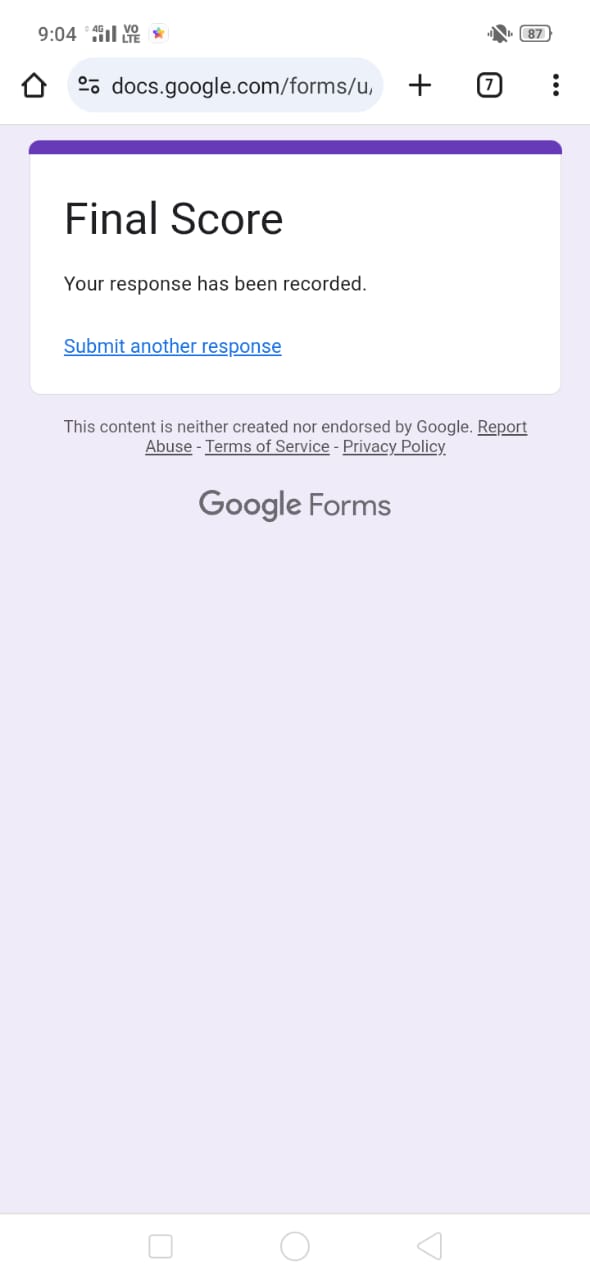 9:04 4G VO LTE 87
docs.google.com/forms/u/ 7
Final Score
Your response has been recorded.
Submit another response
This content is neither created nor endorsed by Google. Report
Abuse - Terms of Service - Privacy Policy
Google Forms